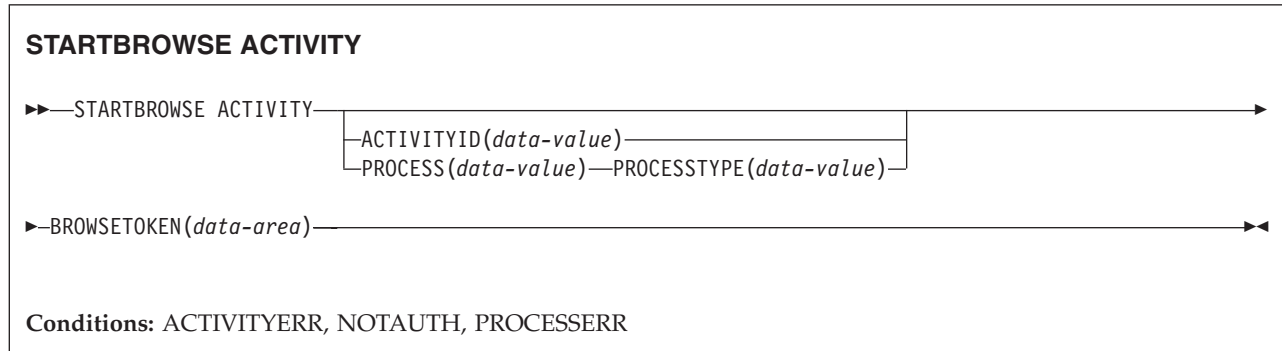 STARTBROWSE ACTIVITY
STARTBROWSE ACTIVITY
ACTIVITYID(data-value)
PROCESS(data-value) PROCESSTYPE(data-value)
BROWSETOKEN(data-area)
Conditions: ACTIVITYERR, NOTAUTH, PROCESSERR